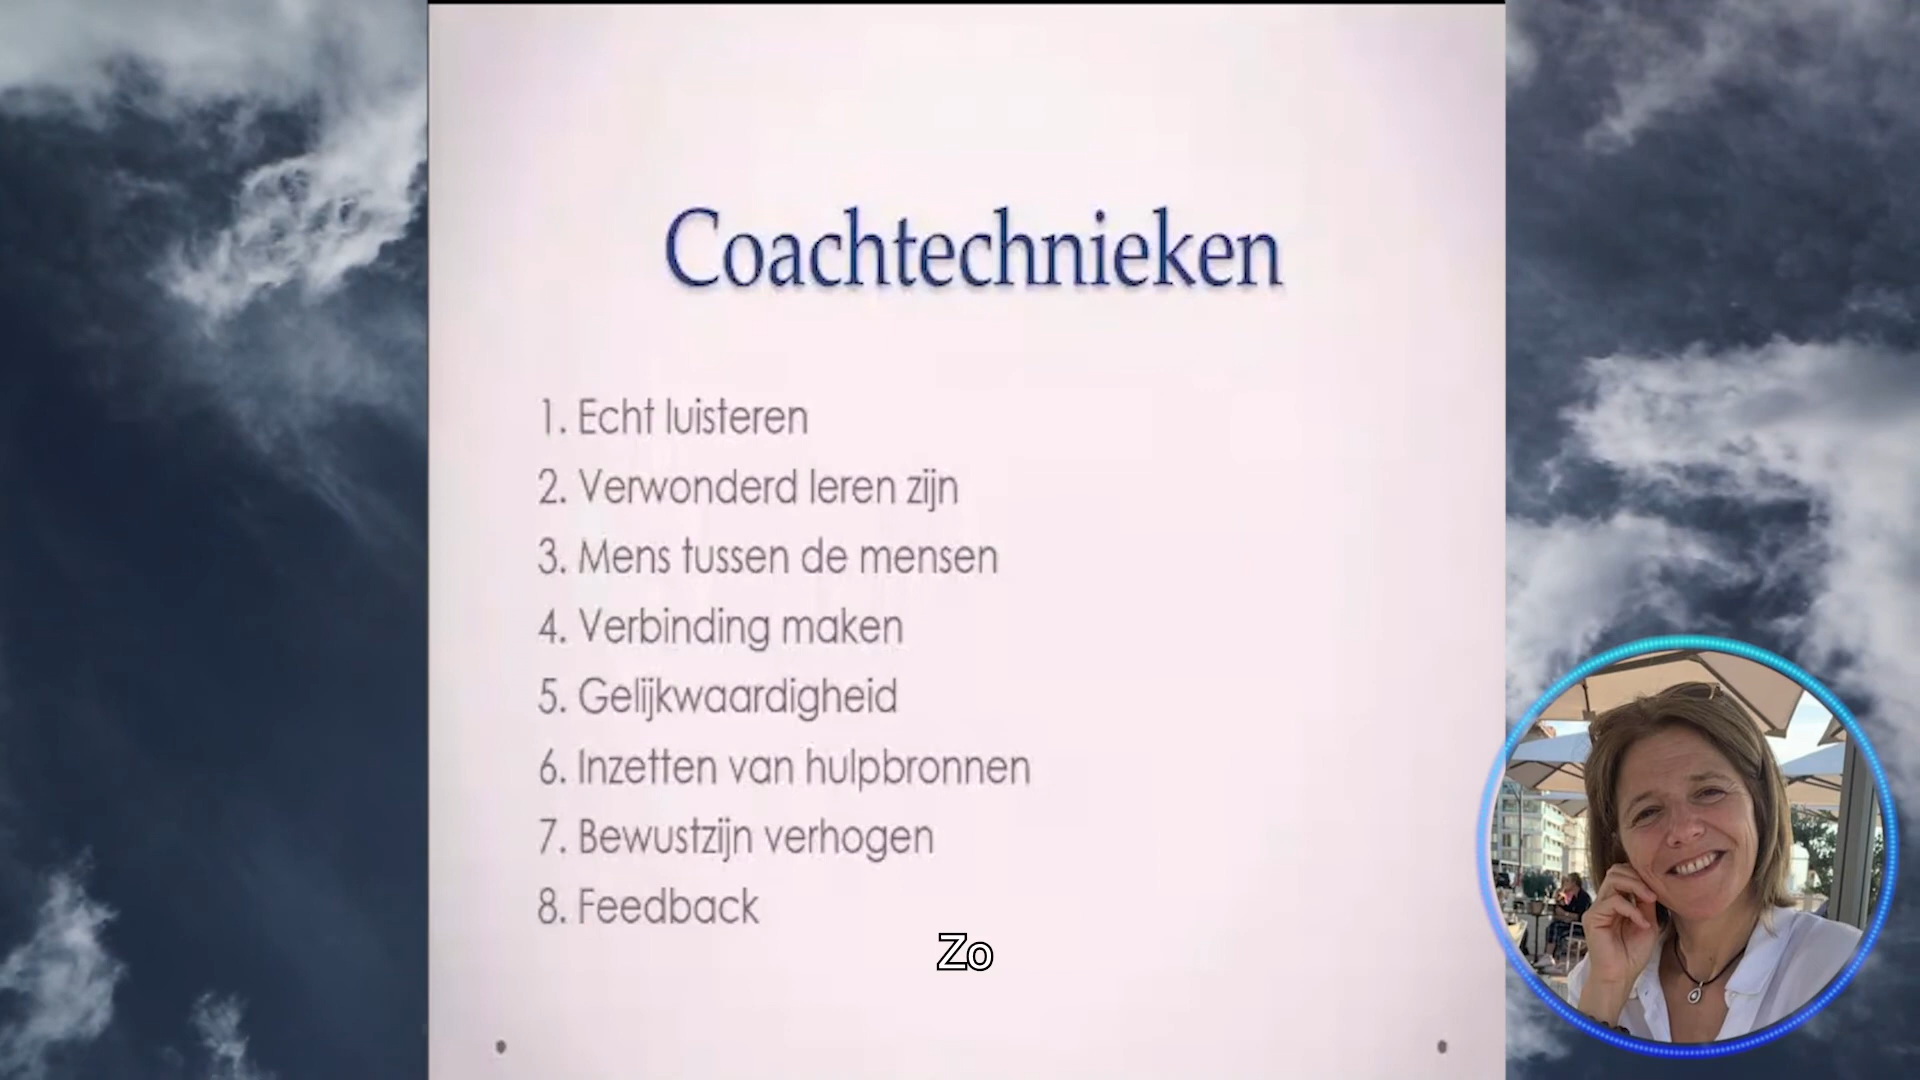 Coachtechnieken
1. Echt luisteren
2. Verwonderd leren zijn
3. Mens tussen de mensen
4. Verbinding maken
5. Gelijkwaardigheid
6. Inzetten van hulpbronnen
7. Bewustzijn verhogen
8. Feedback
Zo